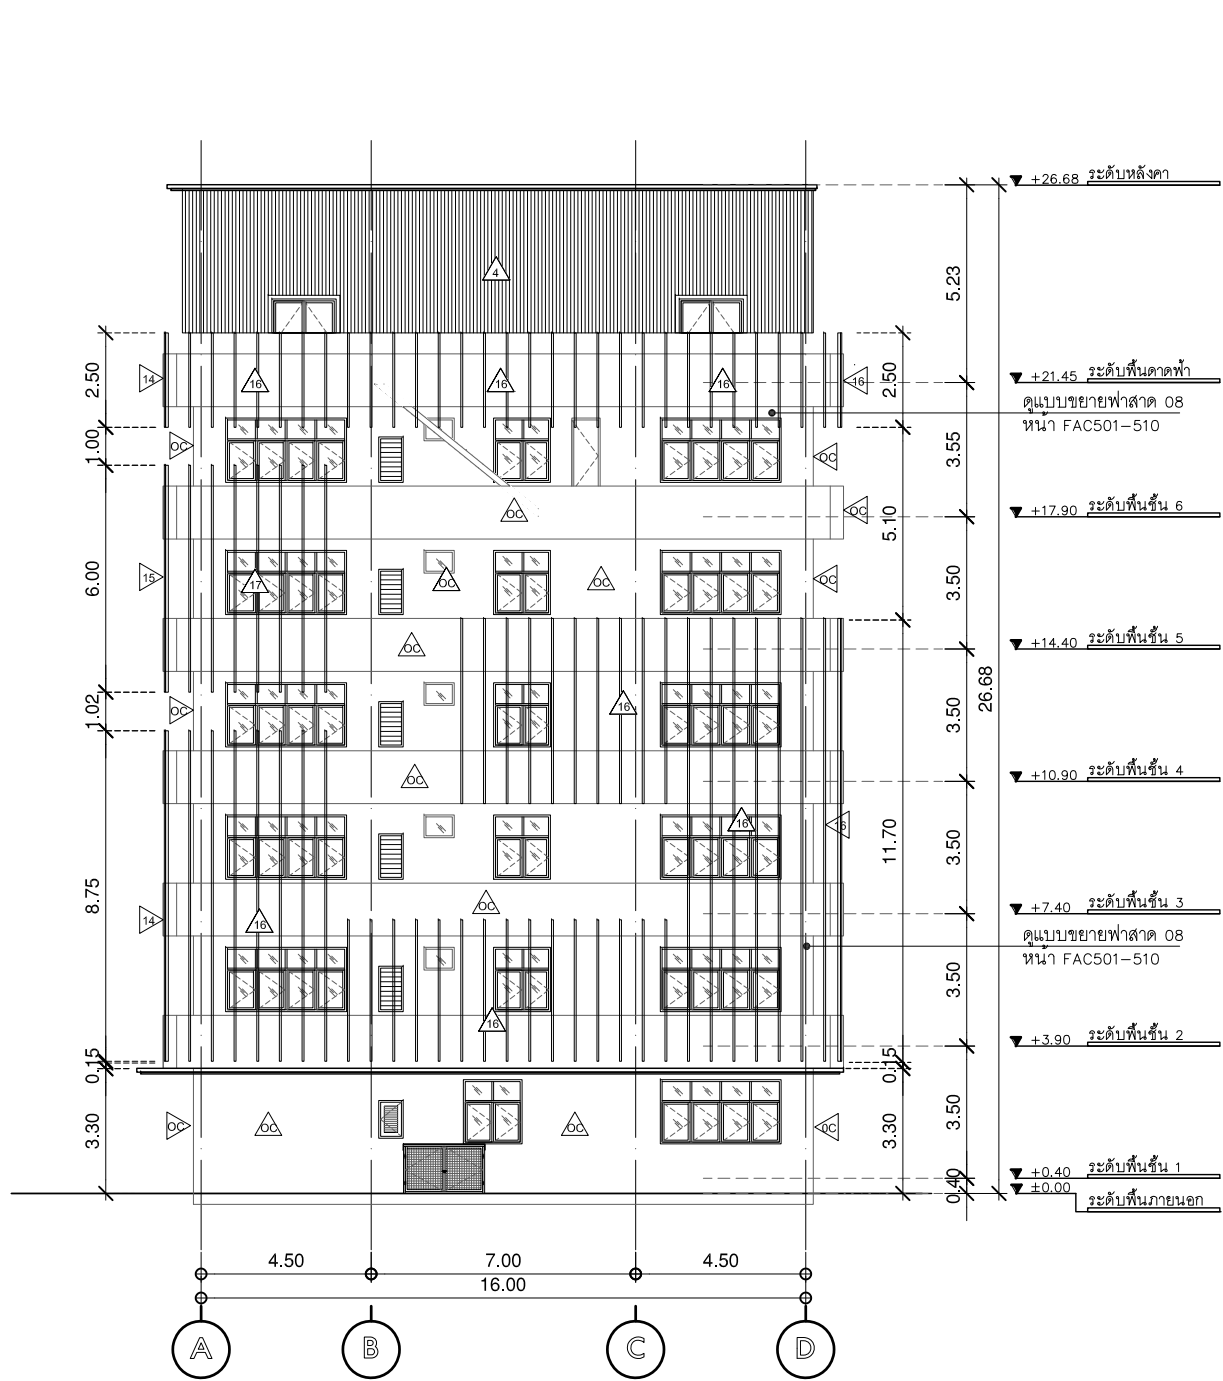 +26.68 ระดับหลังคา
5.23
4
2.50
14
16
16
16
16
2.50
+21.45 ระดับพื้นดาดฟ้า
ดูแบบขยายฟาสาด 08
หน้า FAC501-510
1.00
OC
OC
3.55
OC
OC
5.10
+17.90 ระดับพื้นชั้น 6
6.00
15
17
OC
OC
OC
3.50
OC
+14.40 ระดับพื้นชั้น 5
26.68
1.02
OC
16
3.50
OC
+10.90 ระดับพื้นชั้น 4
16
16
11.70
3.50
8.75
14
16
OC
+7.40 ระดับพื้นชั้น 3
ดูแบบขยายฟาสาด 08
หน้า FAC501-510
3.50
16
+3.90 ระดับพื้นชั้น 2
0.15
0.15
3.30
OC
OC
OC
OC
3.30
3.50
+0.40 ระดับพื้นชั้น 1
0.40
±0.00
ระดับพื้นภายนอก
4.50 7.00 4.50
16.00
A B C D